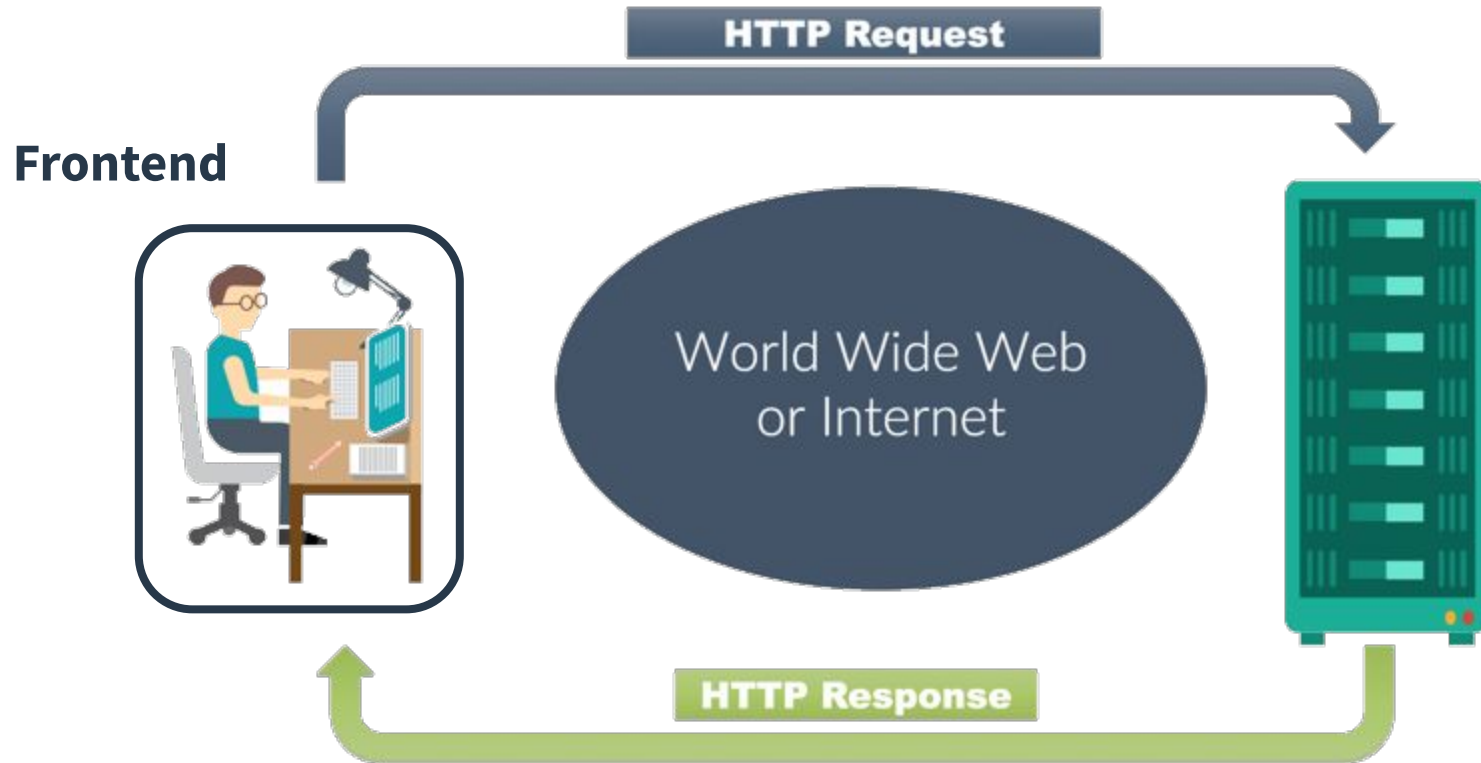 HTTP Request
Frontend
World Wide Web
or Internet
HTTP Response